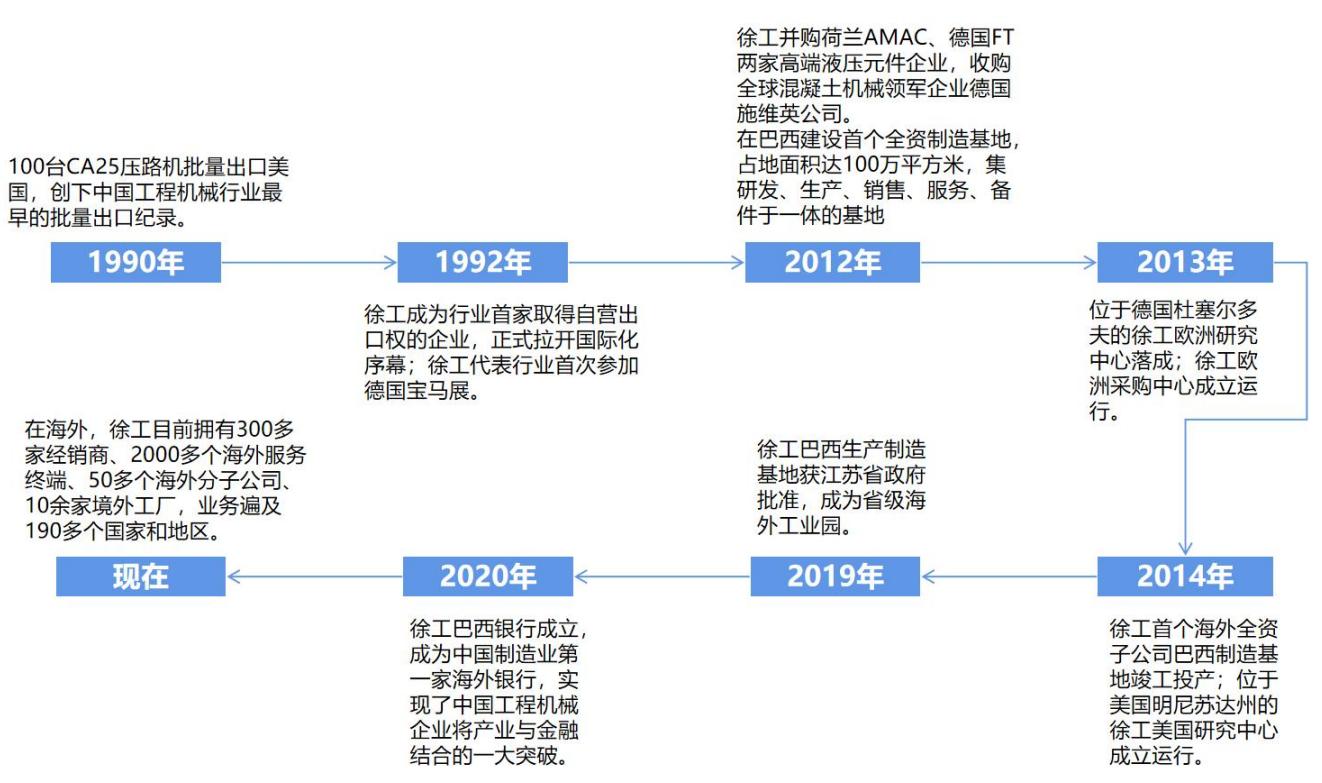 100台CA25压路机批量出口美
国，创下中国工程机械行业最
早的批量出口纪录。
1990年
1992年
徐工成为行业首家取得自营出
口权的企业，正式拉开国际化
序幕；徐工代表行业首次参加
德国宝马展。
徐工并购荷兰AMAC、德国FT
两家高端液压元件企业，收购
全球混凝土机械领军企业德国
施维英公司。
在巴西建设首个全资制造基地，
占地面积达100万平方米，集
研发、生产、销售、服务、备
件于一体的基地
2012年
2013年
位于德国杜塞尔多
夫的徐工欧洲研究
中心落成；徐工欧
洲采购中心成立运
行。
2014年
徐工首个海外全资
子公司巴西制造基
地竣工投产；位于
美国明尼苏达州的
徐工美国研究中心
成立运行。
徐工巴西生产制造
基地获江苏省政府
批准，成为省级海
外工业园。
2019年
2020年
徐工巴西银行成立，
成为中国制造业第
一家海外银行，实
现了中国工程机械
企业将产业与金融
结合的一大突破。
在海外，徐工目前拥有300多
家经销商、2000多个海外服务
终端、50多个海外分子公司、
10余家境外工厂，业务遍及
190多个国家和地区。
现在